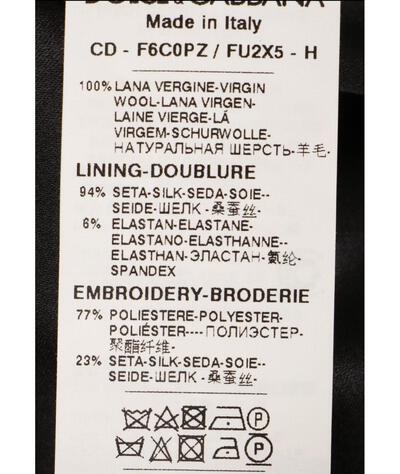 DOLCE & GABBANA
Made in Italy
CD - F6C0PZ / FU2X5 - H
100% LANA VERGINE-VIRGIN
WOOL-LANA VIRGEN-
LAINE VIERGE-LÃ
VIRGEM-SCHURWOLLE-
НАТУРАЛЬНАЯ ШЕРСТЬ-羊毛-
LINING-DOUBLURE
94% SETA-SILK-SEDA-SOIE--
SEIDE-ШЕЛК -桑蚕丝-
6% ELASTAN-ELASTANE-
ELASTANO-ELASTHANNE--
ELASTHAN-ЭЛАСТАН-氨纶-
SPANDEX
EMBROIDERY-BRODERIE
77% POLIESTERE-POLYESTER-
POLIÉSTER----ПОЛИЭСТЕР-
聚酯纤维-
23% SETA-SILK-SEDA-SOIE--
SEIDE-ШЕЛК -桑蚕丝-
P
P